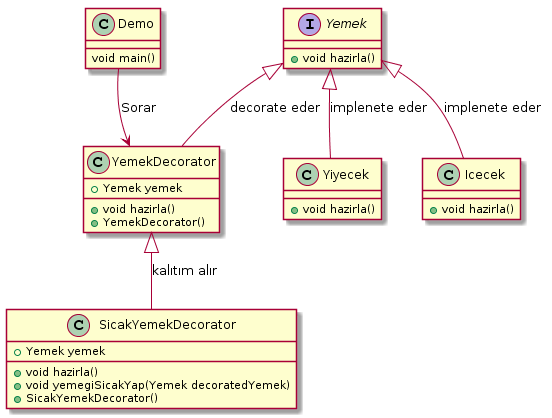 C Demo
void main()
I Yemek
void hazirla()
Sorar
decorate eder
implenete eder
implenete eder
C YemekDecorator
Yemek yemek
void hazirla()
YemekDecorator()
C Yiyecek
void hazirla()
C Icecek
void hazirla()
kalıtım alır
C SicakYemekDecorator
Yemek yemek
void hazirla()
void yemegiSicakYap(Yemek decoratedYemek)
SicakYemekDecorator()